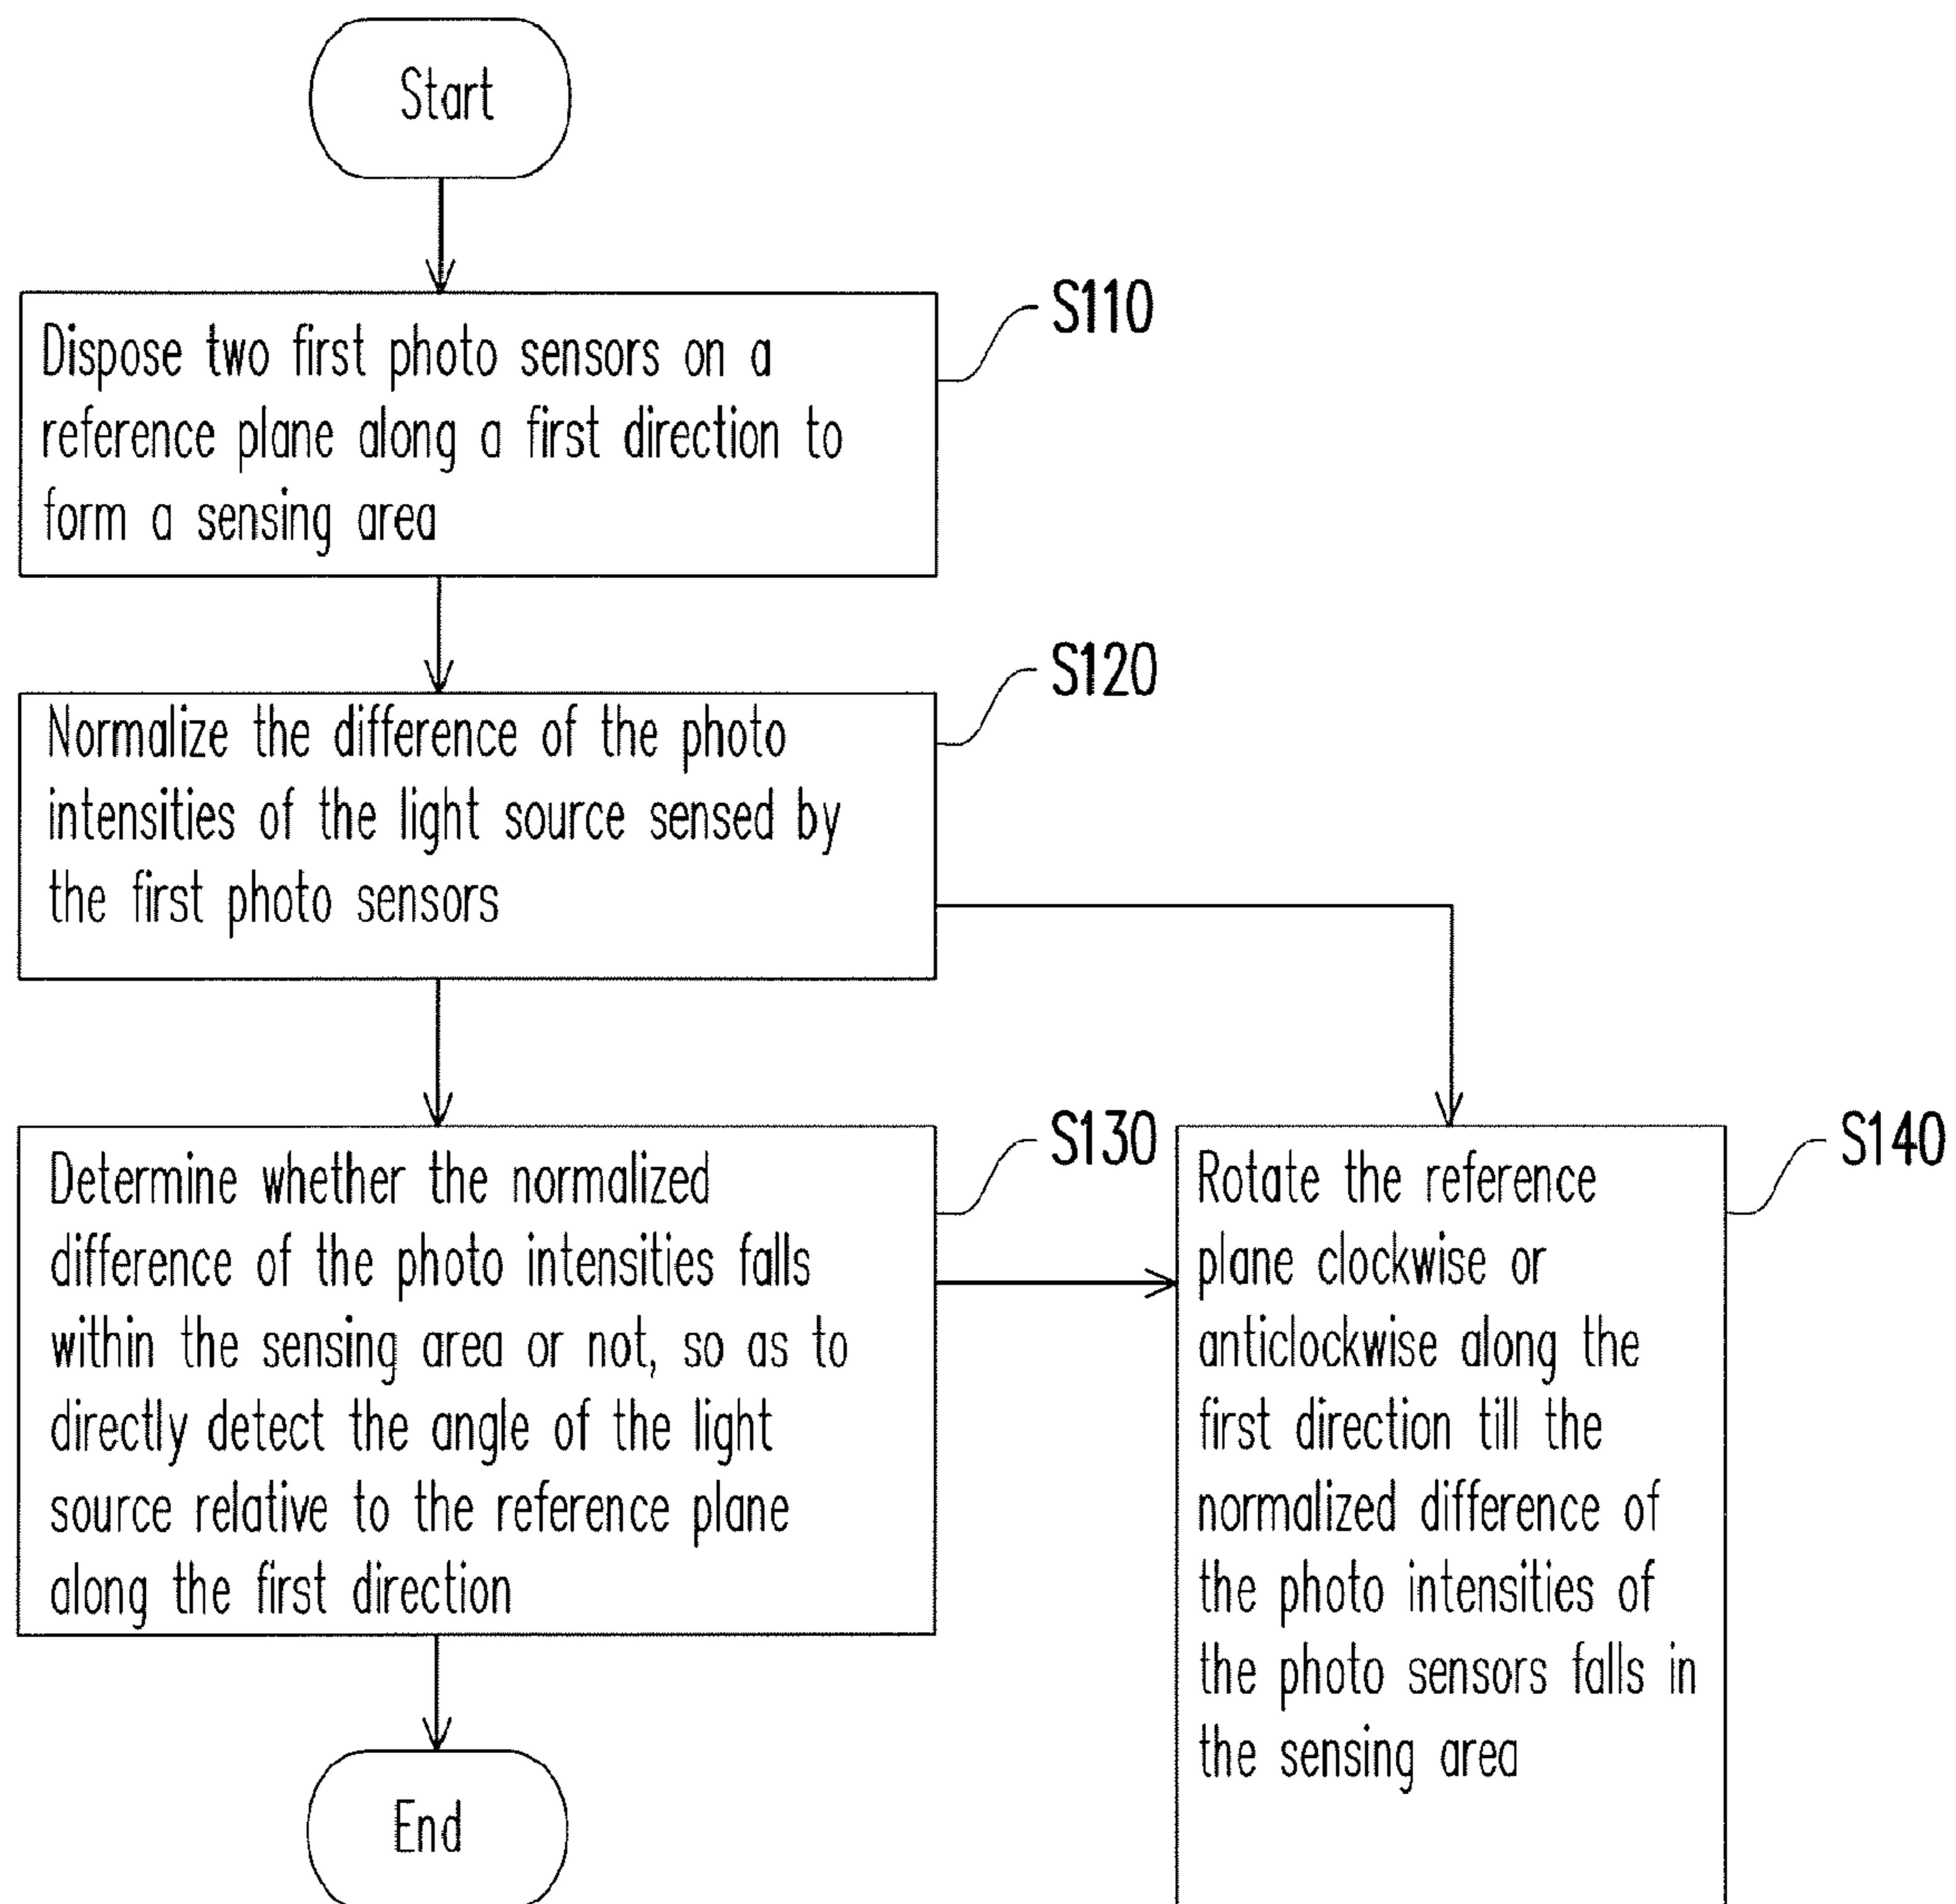 Start
Dispose two first photo sensors on a
reference plane along a first direction to
form a sensing area
S110
Normalize the difference of the photo
intensities of the light source sensed by
the first photo sensors
S120
Determine whether the normalized
difference of the photo intensities falls
within the sensing area or not, so as to
directly detect the angle of the light
source relative to the reference plane
along the first direction
S130
Rotate the reference
plane clockwise or
anticlockwise along the
first direction till the
normalized difference of
the photo intensities of
the photo sensors falls in
the sensing area
S140
End